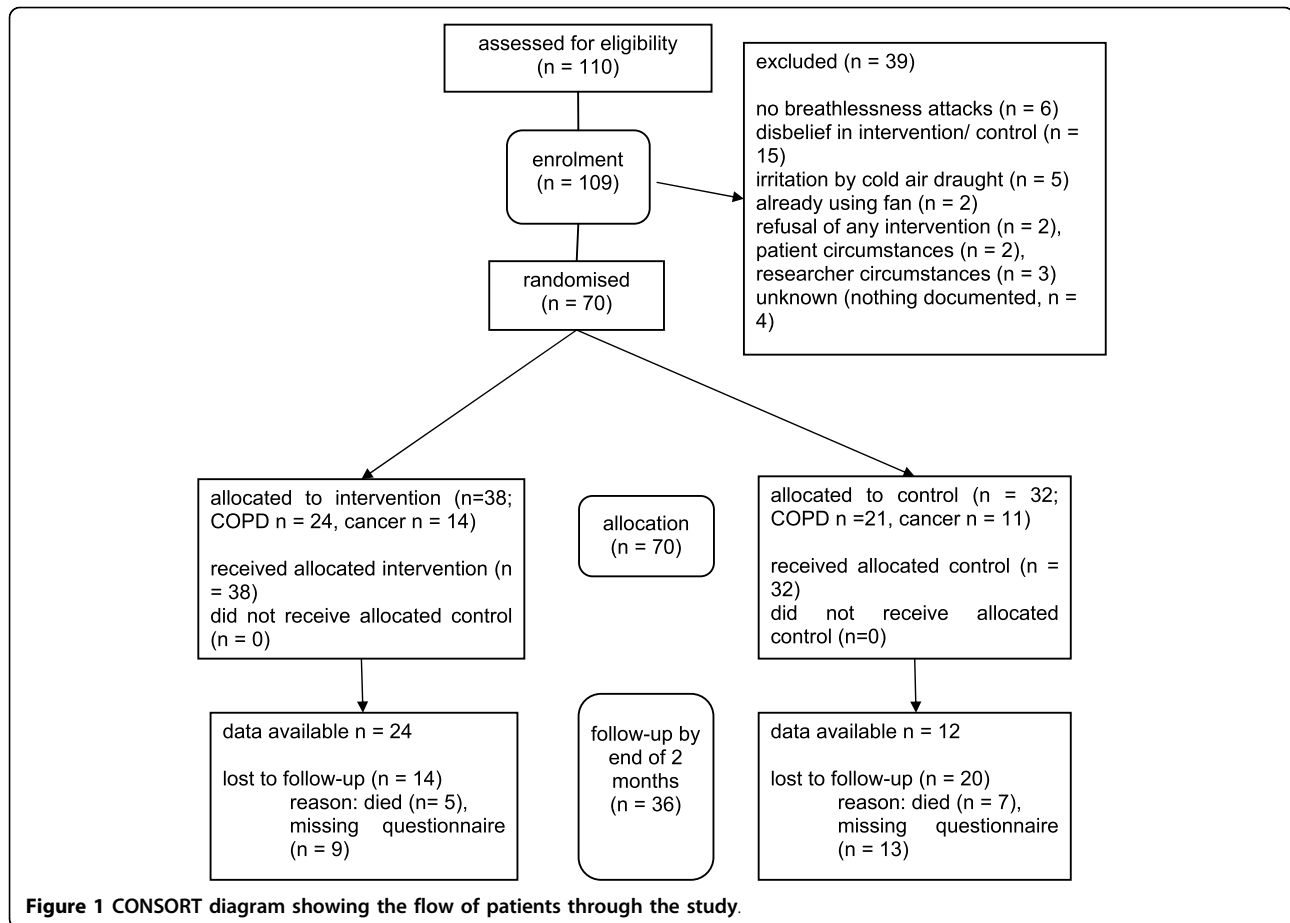 assessed for eligibility
(n = 110)
excluded (n = 39)
no breathlessness attacks (n = 6)
disbelief in intervention/ control (n =
15)
irritation by cold air draught (n = 5)
already using fan (n = 2)
refusal of any intervention (n = 2),
patient circumstances (n = 2),
researcher circumstances (n = 3)
unknown (nothing documented, n =
4)
enrolment
(n = 109)
randomised
(n = 70)
allocated to intervention (n=38;
COPD n = 24, cancer n = 14)
received allocated intervention (n
= 38)
did not receive allocated control
(n = 0)
allocation
(n = 70)
allocated to control (n = 32;
COPD n =21, cancer n = 11)
received allocated control (n =
32)
did not receive allocated
control (n=0)
data available n = 24
lost to follow-up (n = 14)
reason: died (n= 5),
missing questionnaire
(n = 9)
follow-up by
end of 2
months
(n = 36)
data available n = 12
lost to follow-up (n = 20)
reason: died (n = 7),
missing questionnaire
(n = 13)
Figure 1 CONSORT diagram showing the flow of patients through the study.